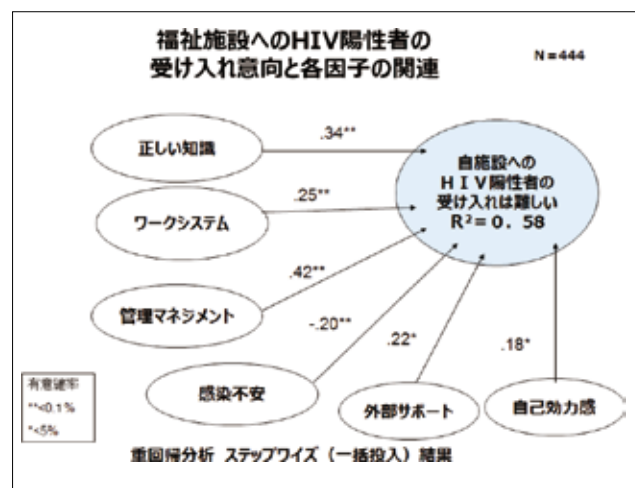 福祉施設へのHIV陽性者の
受け入れ意向と各因子の関連
N=444
正しい知識
.34**
ワークシステム
.25**
自施設への
HIV陽性者の
受け入れは難しい
R²=0.58
管理マネジメント
.42**
感染不安
-.20**
外部サポート
.22*
自己効力感
.18*
有意確率
**<0.1%
*<5%
重回帰分析 ステップワイズ(一括投入)結果